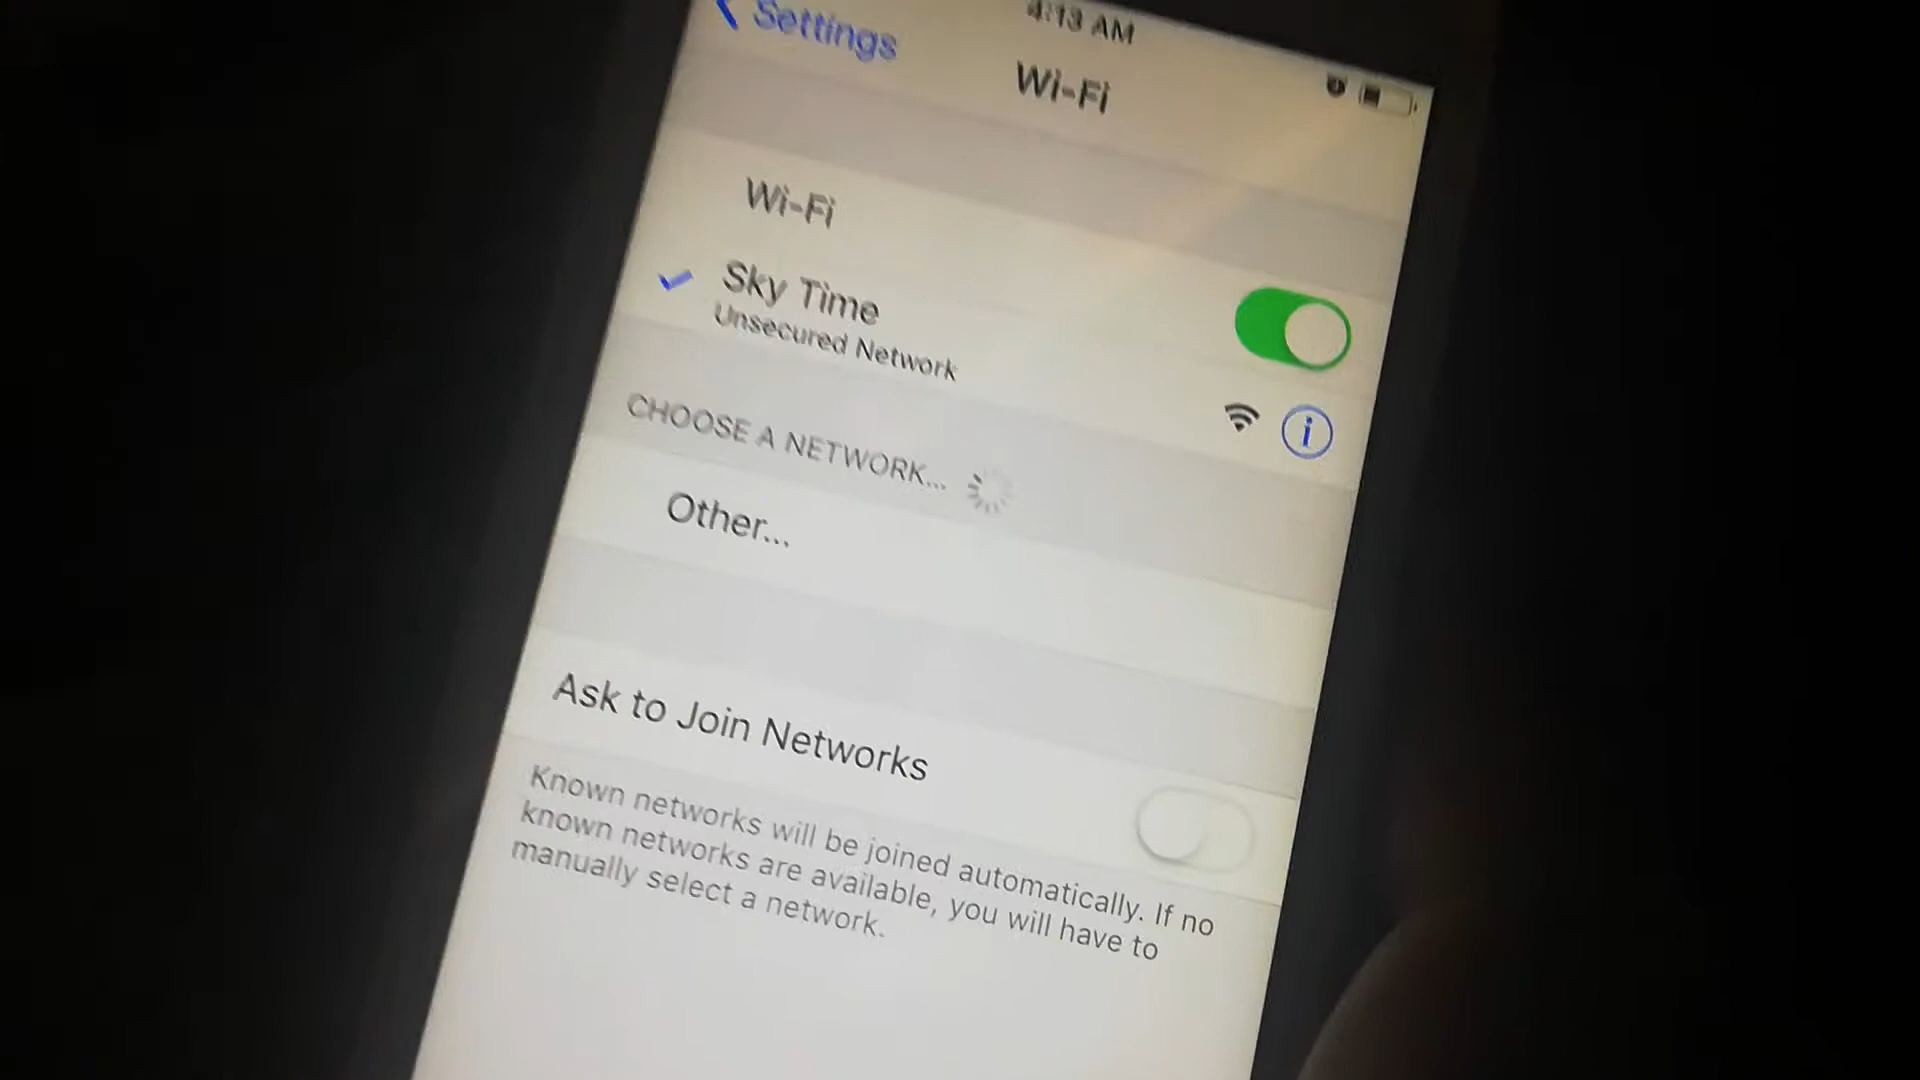 4:13 AM
Settings
Wi-Fi
Wi-Fi
Sky Time
Unsecured Network
CHOOSE A NETWORK...
Other...
Ask to Join Networks
Known networks will be joined automatically. If no
known networks are available, you will have to
manually select a network.